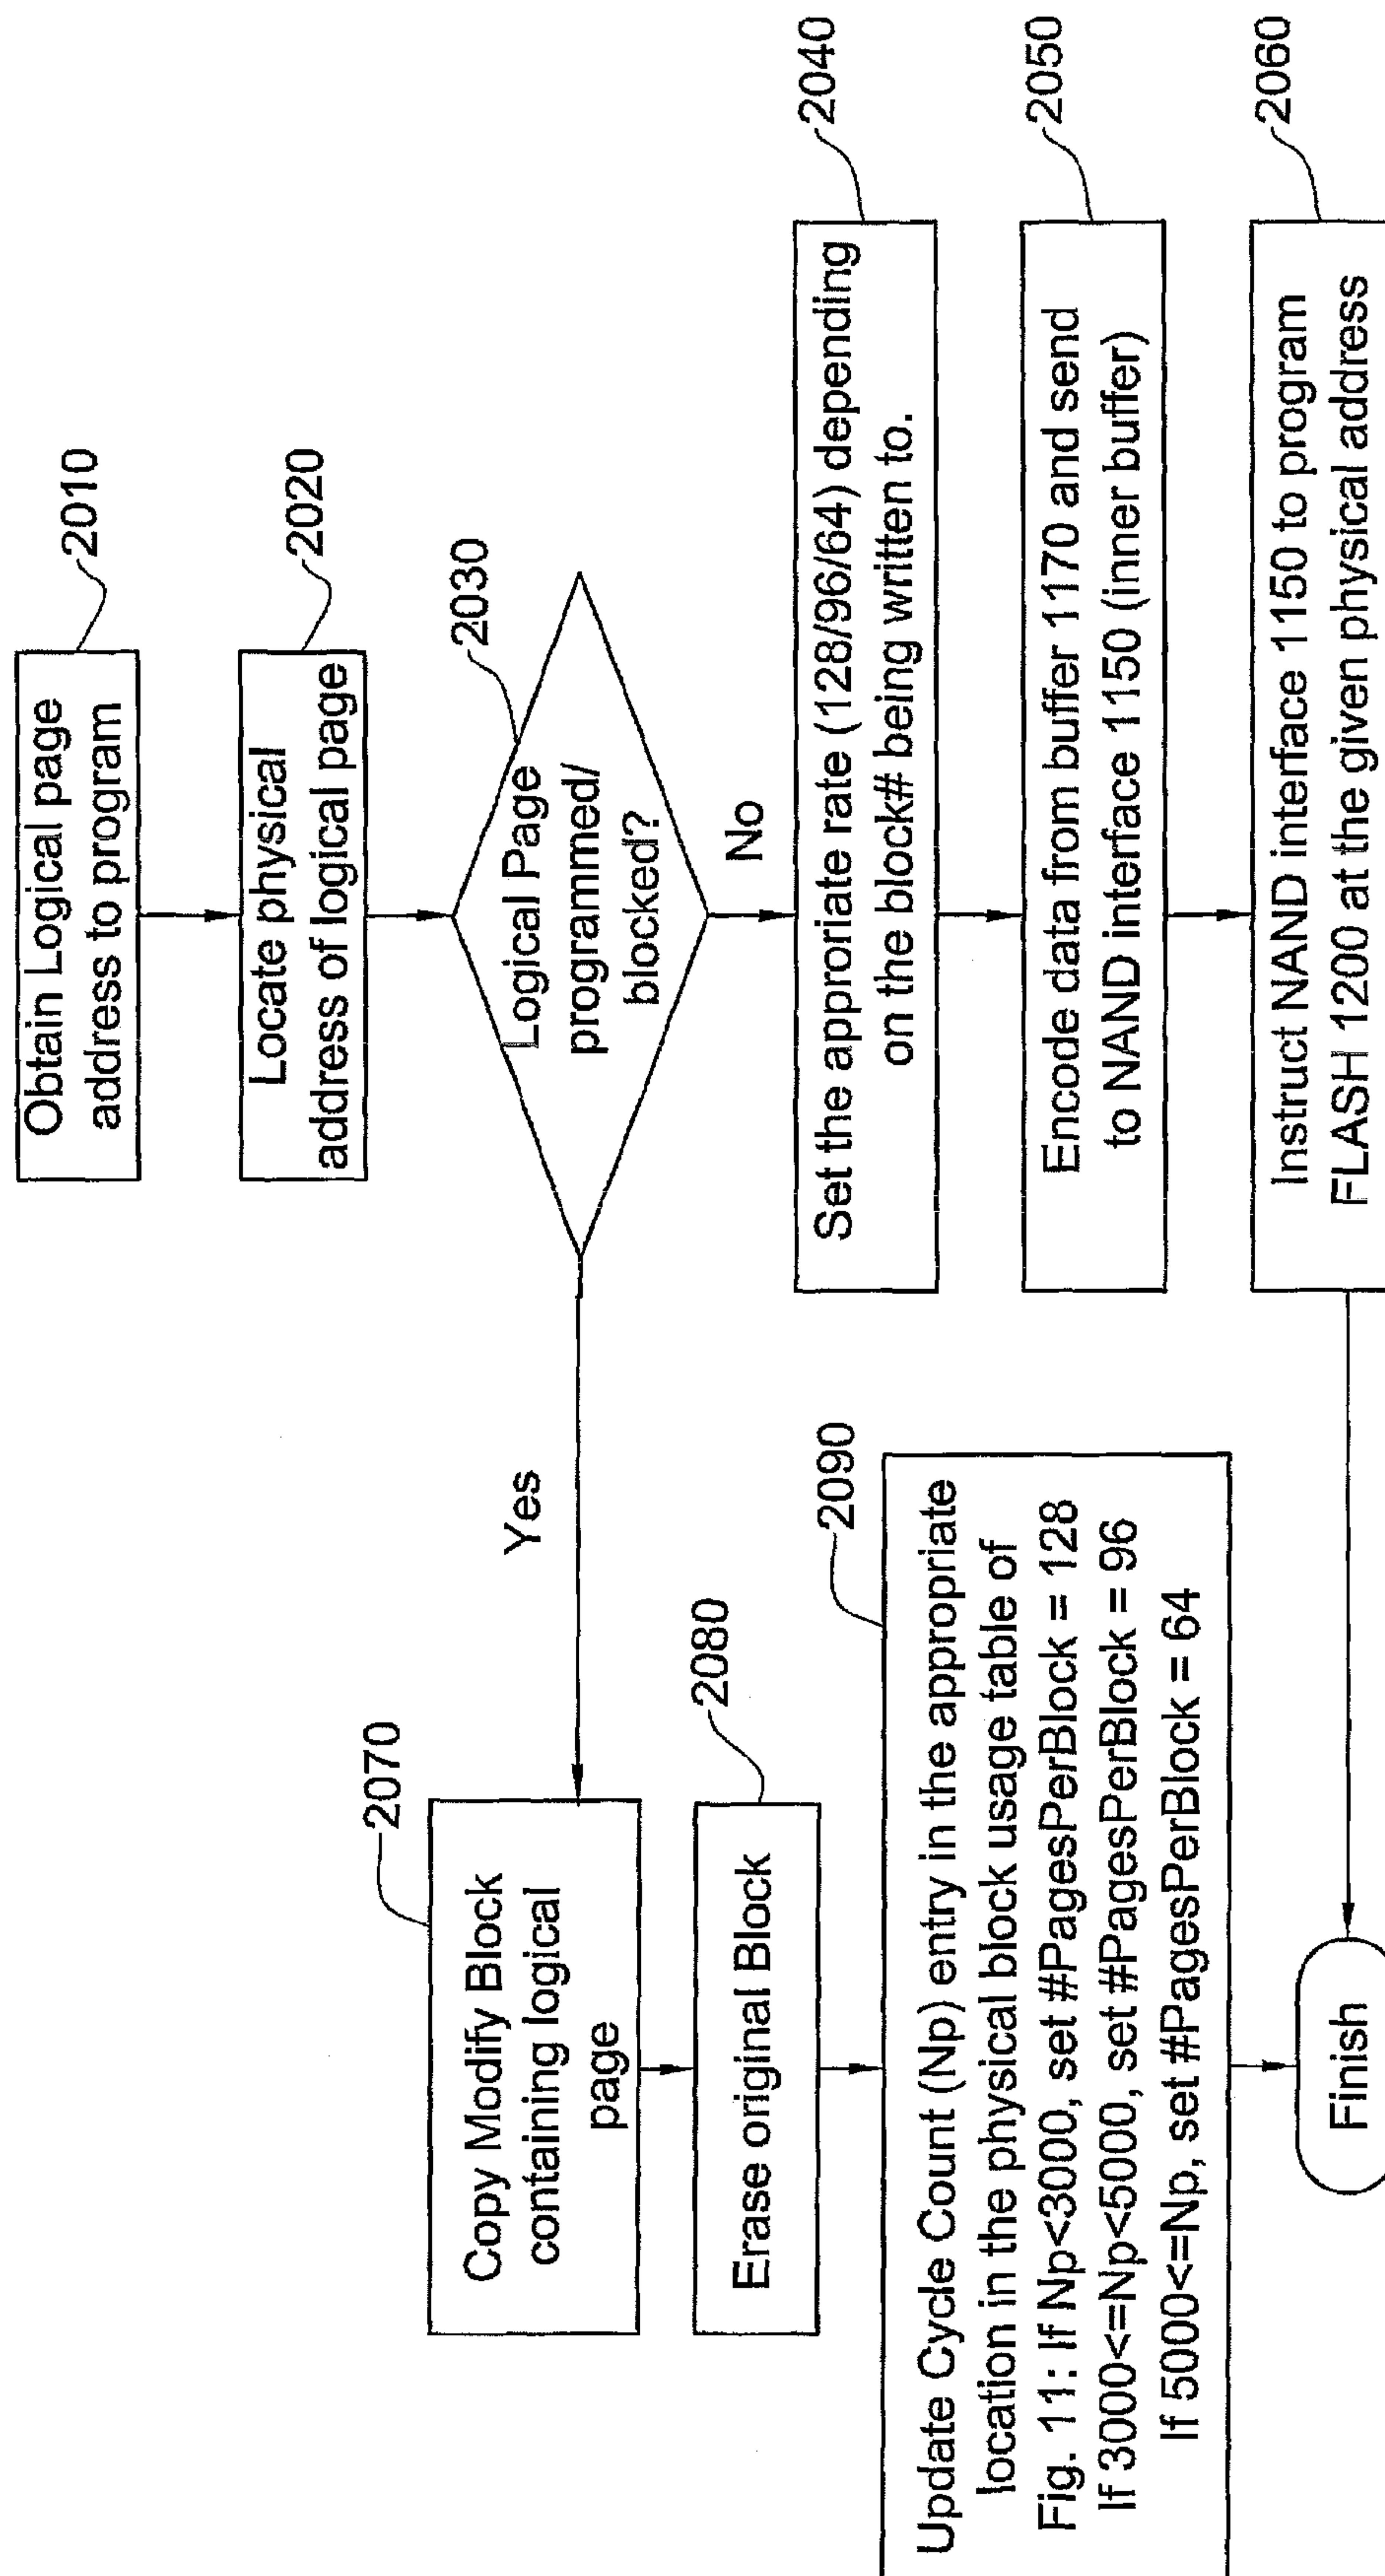 Obtain Logical page
address to program
2010
Locate physical
address of logical page
2020
Logical Page
programmed/
blocked?
2030
Yes
No
Set the approriate rate (128/96/64) depending
on the block# being written to.
2040
Encode data from buffer 1170 and send
to NAND interface 1150 (inner buffer)
2050
Instruct NAND interface 1150 to program
FLASH 1200 at the given physical address
2060
Copy Modify Block
containing logical
page
2070
Erase original Block
2080
Update Cycle Count (Np) entry in the appropriate
location in the physical block usage table of
Fig. 11: If Np<3000, set #PagesPerBlock = 128
If 3000<=Np<5000, set #PagesPerBlock = 96
If 5000<=Np, set #PagesPerBlock = 64
2090
Finish